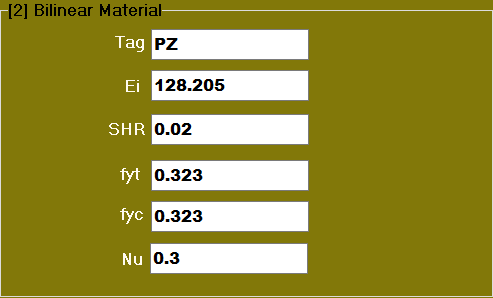 [2] Bilinear Material
Tag PZ
Ei 128.205
SHR 0.02
fyt 0.323
fyc 0.323
Nu 0.3